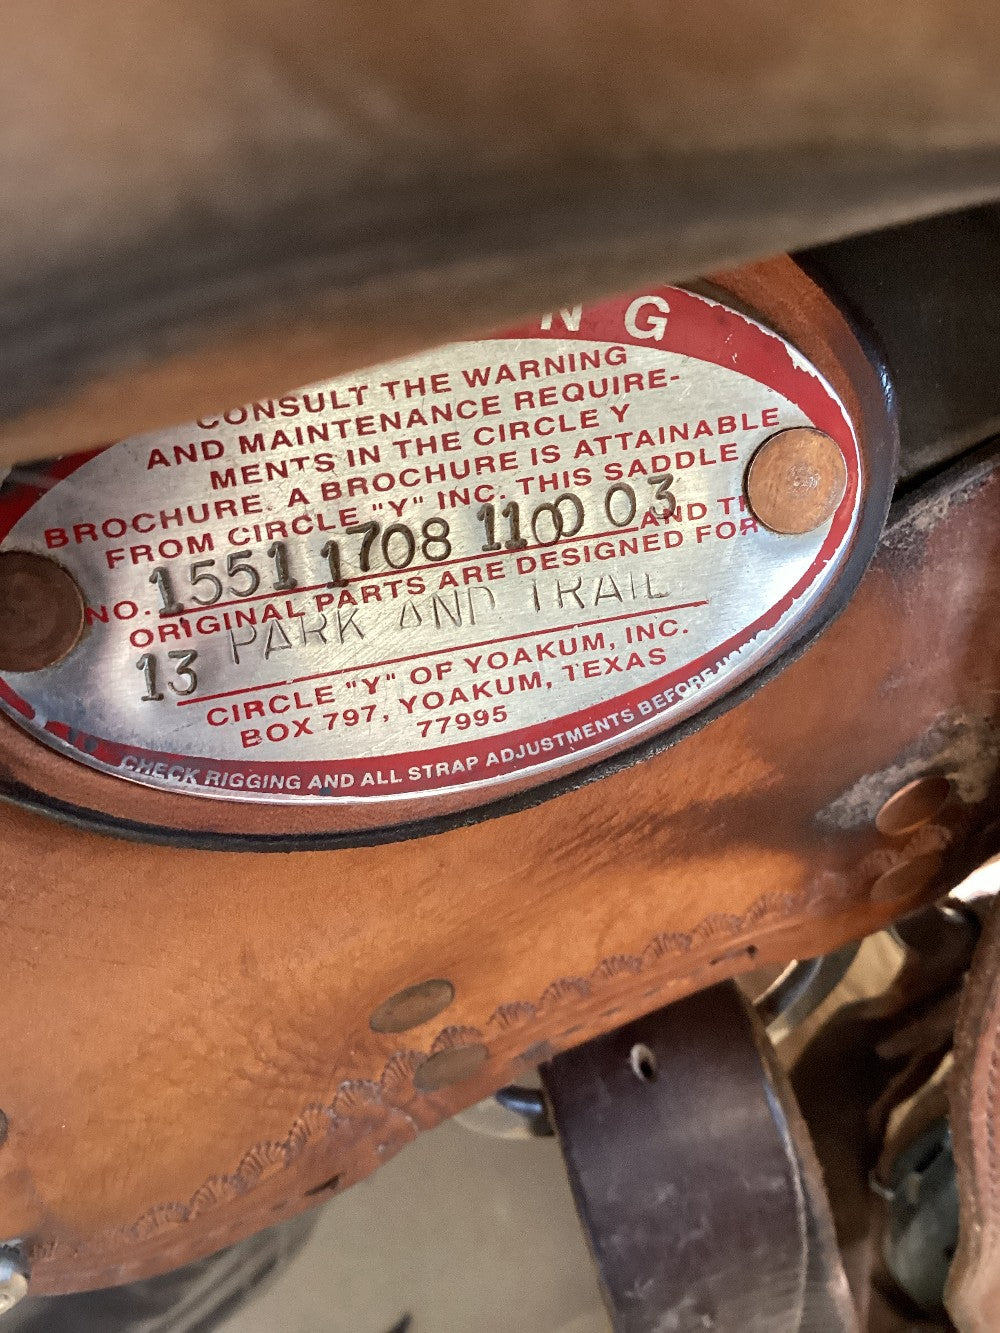 NG
CONSULT THE WARNING
AND MAINTENANCE REQUIRE-
MENTS IN THE CIRCLE Y
BROCHURE. A BROCHURE IS ATTAINABLE
FROM CIRCLE "Y" INC. THIS SADDLE
NO. 1551 1708 1100 03 AND TH
ORIGINAL PARTS ARE DESIGNED FOR
13 PARK AND TRAIL
CIRCLE "Y" OF YOAKUM, INC.
BOX 797, YOAKUM, TEXAS
77995
CHECK RIGGING AND ALL STRAP ADJUSTMENTS BEFORE